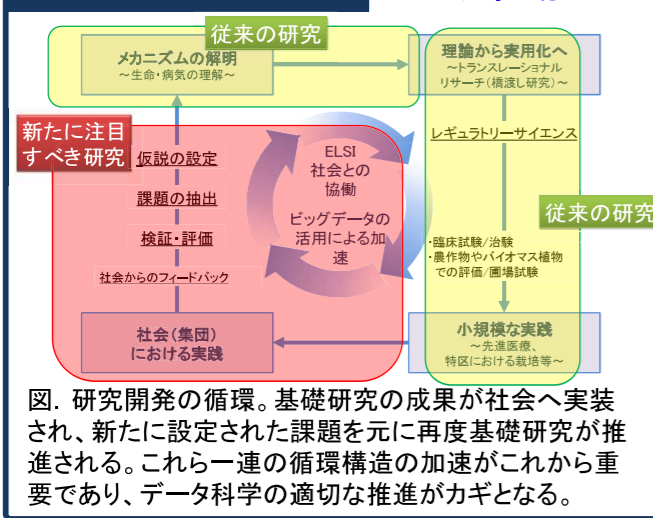 従来の研究
メカニズムの解明
～生命・病気の理解～
理論から実用化へ
～トランスレーショナル
リサーチ(橋渡し研究)～
新たに注目
すべき研究
仮説の設定
課題の抽出
検証・評価
社会からのフィードバック
ELSI
社会との
協働
ビッグデータの
活用による加
速
レギュラトリーサイエンス
従来の研究
・臨床試験/治験
・農作物やバイオマス植物
での評価/圃場試験
社会(集団)
における実践
小規模な実践
～先進医療、
特区における栽培等～
図. 研究開発の循環。基礎研究の成果が社会へ実装
され、新たに設定された課題を元に再度基礎研究が推
進される。これら一連の循環構造の加速がこれから重
要であり、データ科学の適切な推進がカギとなる。